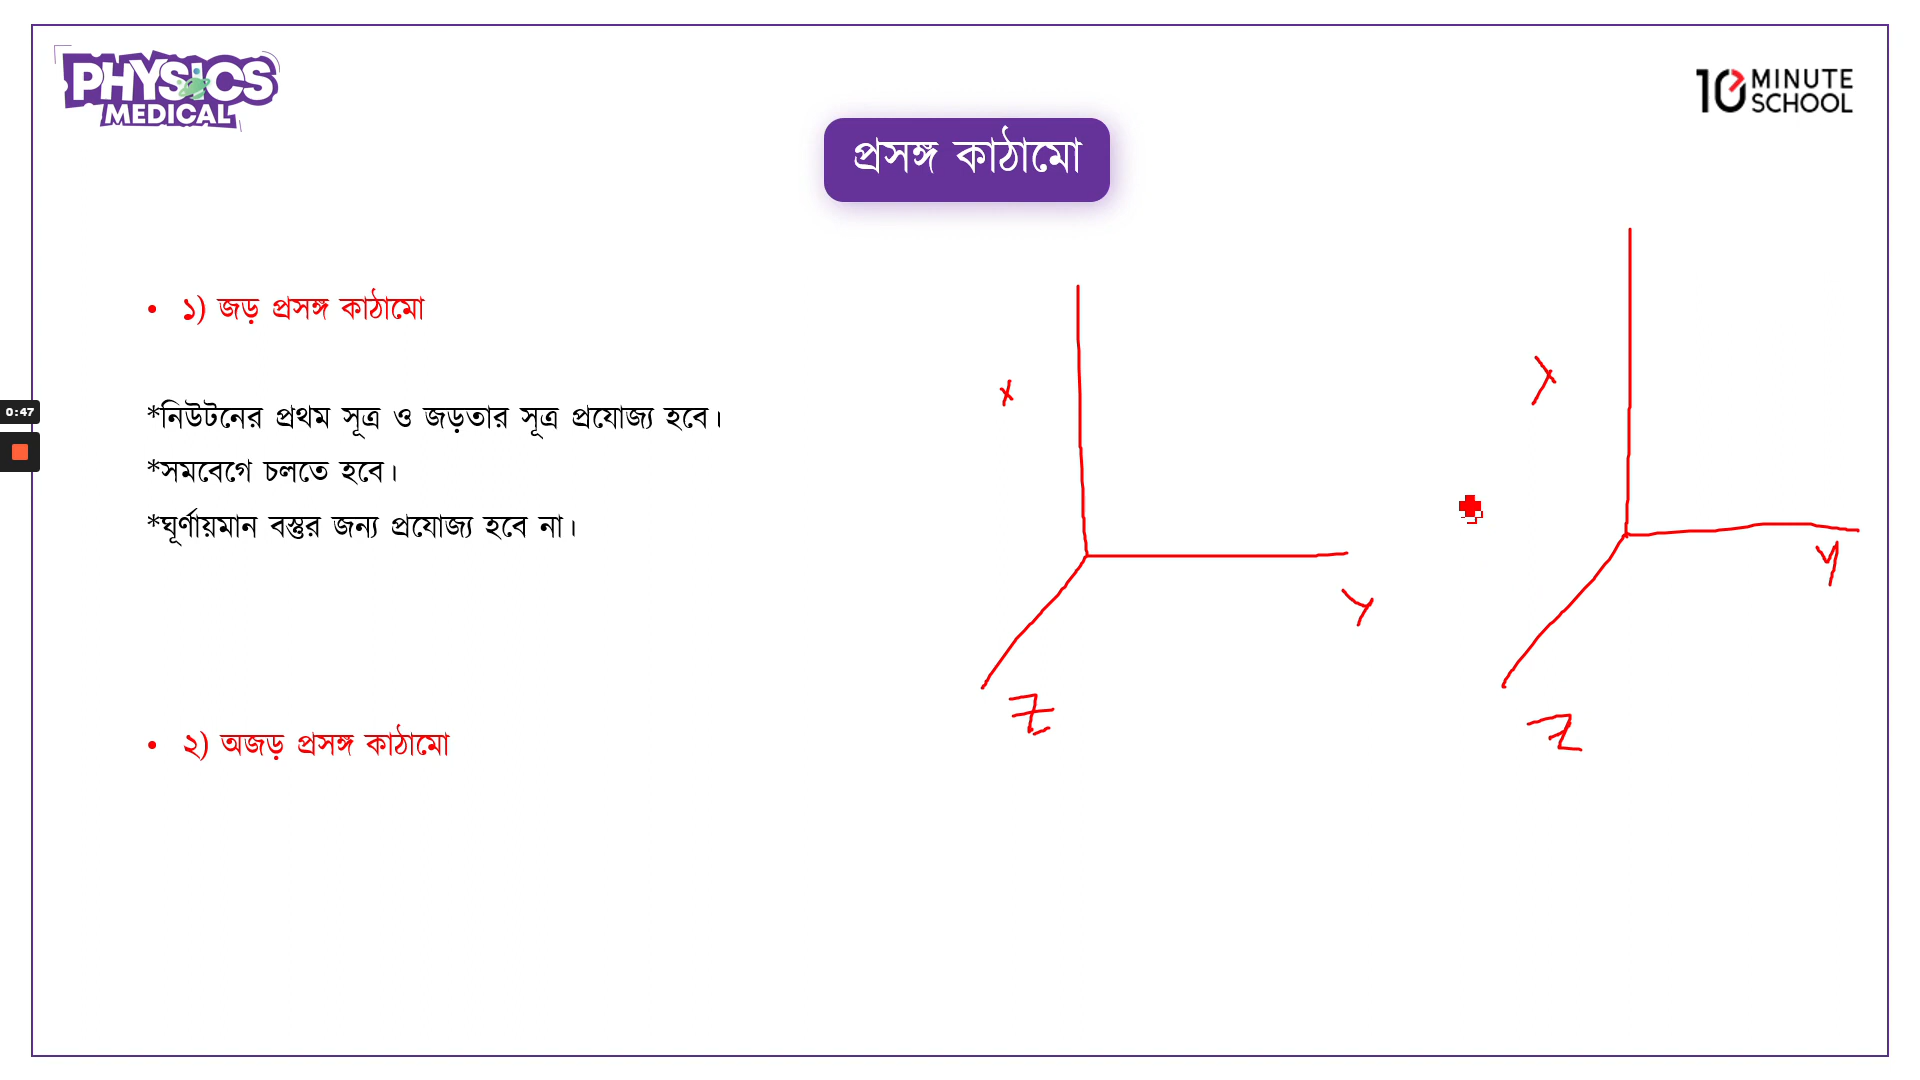 PHYSICS
MEDICAL
10 MINUTE
SCHOOL
প্রসঙ্গ কাঠামো
• ১) জড় প্রসঙ্গ কাঠামো
*নিউটনের প্রথম সূত্র ও জড়তার সূত্র প্রযোজ্য হবে।
*সমবেগে চলতে হবে।
*ঘূর্ণায়মান বস্তুর জন্য প্রযোজ্য হবে না।
• ২) অজড় প্রসঙ্গ কাঠামো
0:47
x
y
z
x
y
z